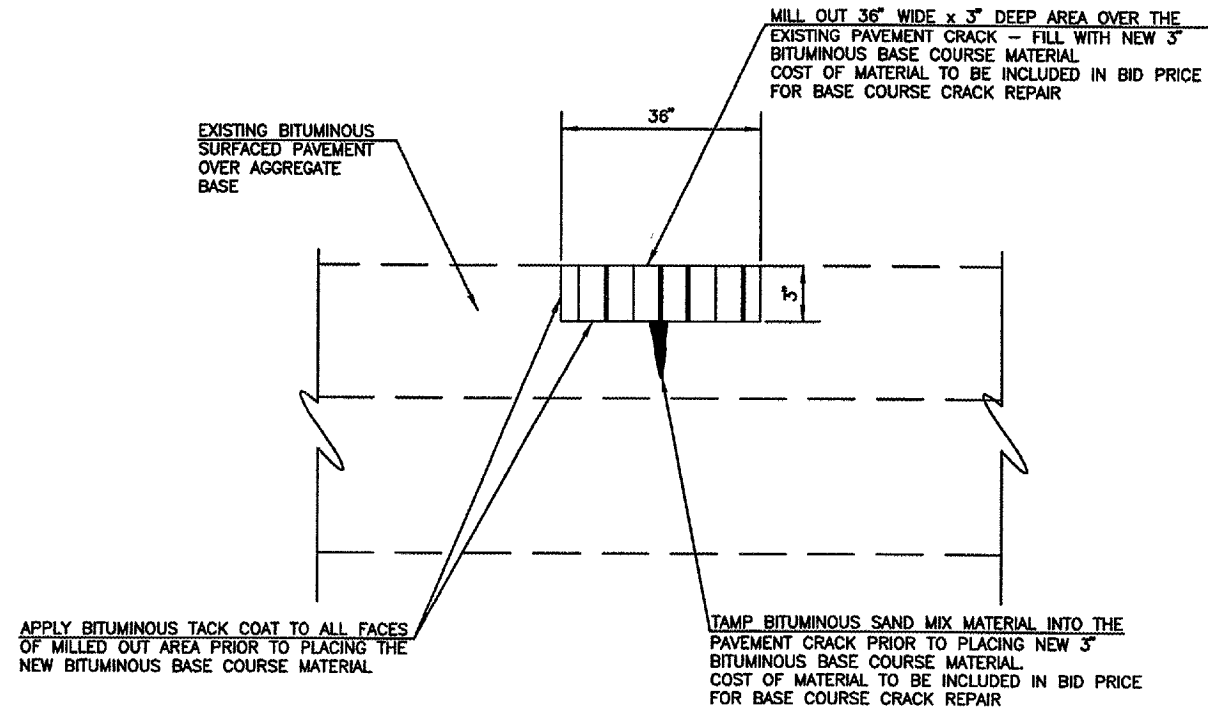 MILL OUT 36" WIDE x 3" DEEP AREA OVER THE
EXISTING PAVEMENT CRACK – FILL WITH NEW 3"
BITUMINOUS BASE COURSE MATERIAL
COST OF MATERIAL TO BE INCLUDED IN BID PRICE
FOR BASE COURSE CRACK REPAIR
36"
EXISTING BITUMINOUS
SURFACED PAVEMENT
OVER AGGREGATE
BASE
3"
APPLY BITUMINOUS TACK COAT TO ALL FACES
OF MILLED OUT AREA PRIOR TO PLACING THE
NEW BITUMINOUS BASE COURSE MATERIAL
TAMP BITUMINOUS SAND MIX MATERIAL INTO THE
PAVEMENT CRACK PRIOR TO PLACING NEW 3"
BITUMINOUS BASE COURSE MATERIAL.
COST OF MATERIAL TO BE INCLUDED IN BID PRICE
FOR BASE COURSE CRACK REPAIR